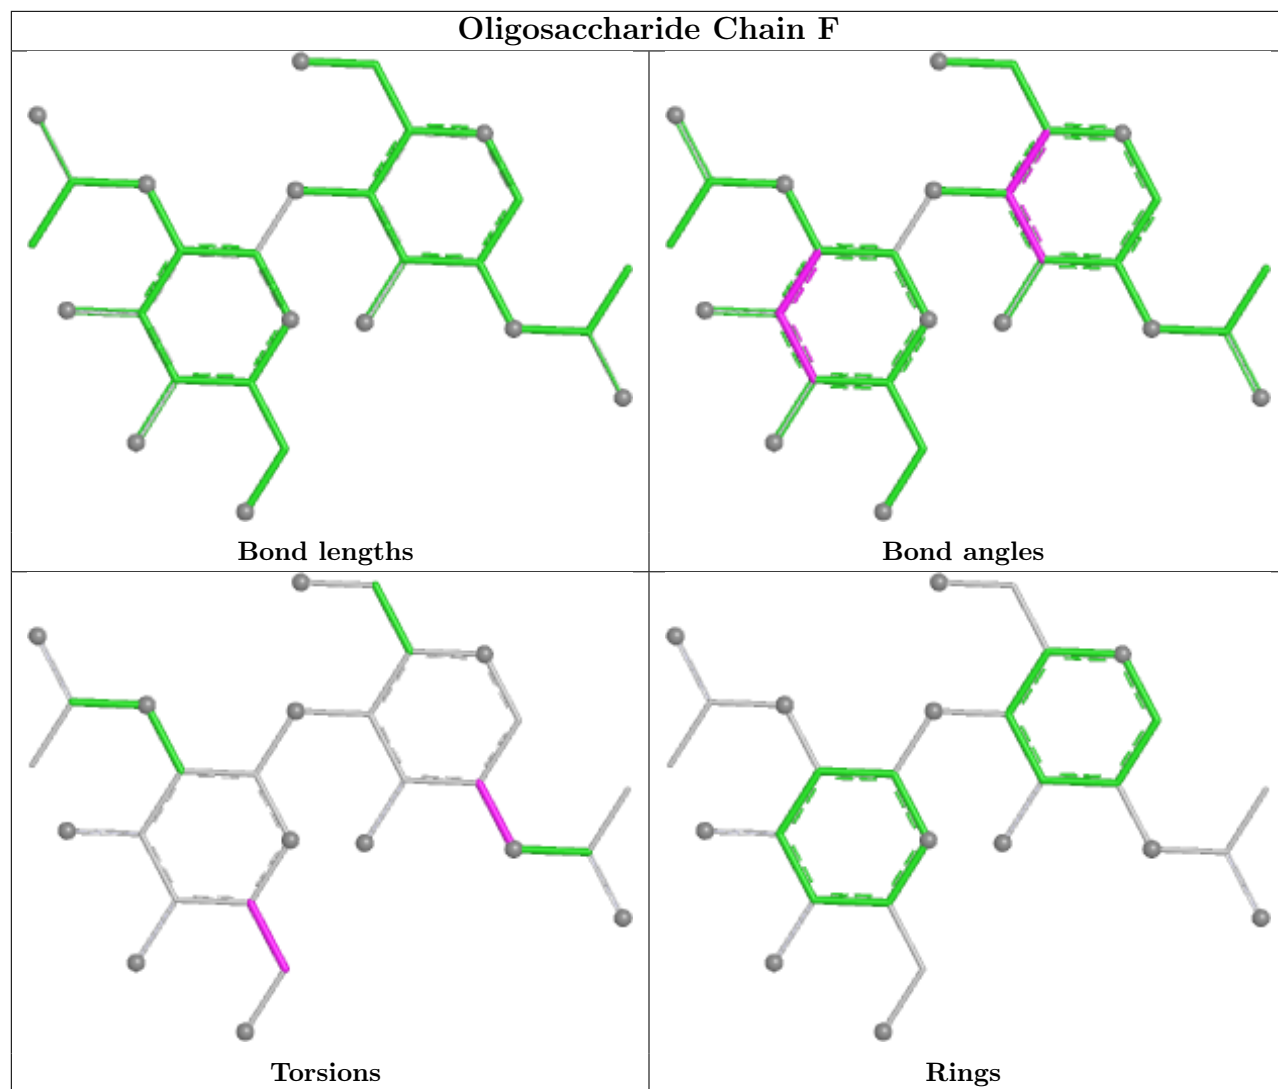 Oligosaccharide Chain F
Bond lengths
Bond angles
Torsions
Rings